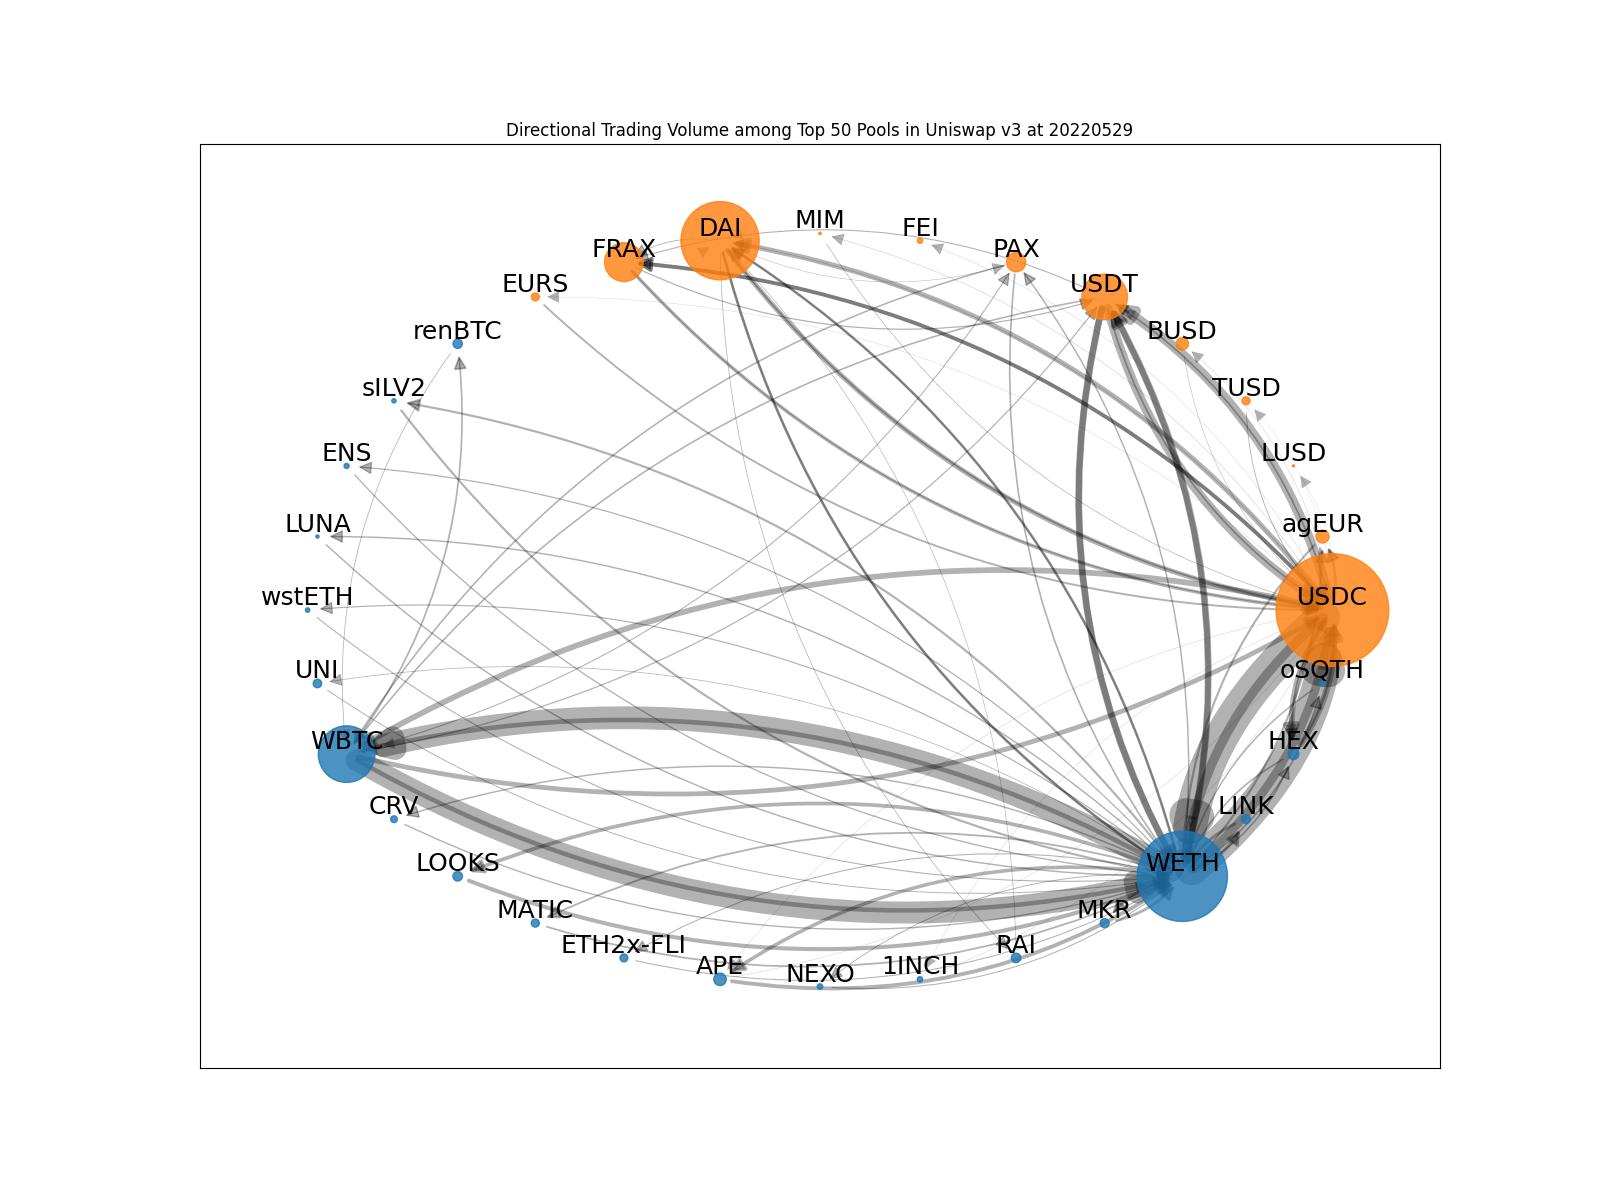 Directional Trading Volume among Top 50 Pools in Uniswap v3 at 20220529
MIM
DAI
FEI
FRAX
PAX
EURS
USDT
renBTC
BUSD
sILV2
TUSD
ENS
LUSD
LUNA
agEUR
wstETH
USDC
UNI
oSQTH
WBTC
HEX
CRV
LINK
LOOKS
WETH
MATIC
MKR
ETH2x-FLI
RAI
APE
NEXO
1INCH